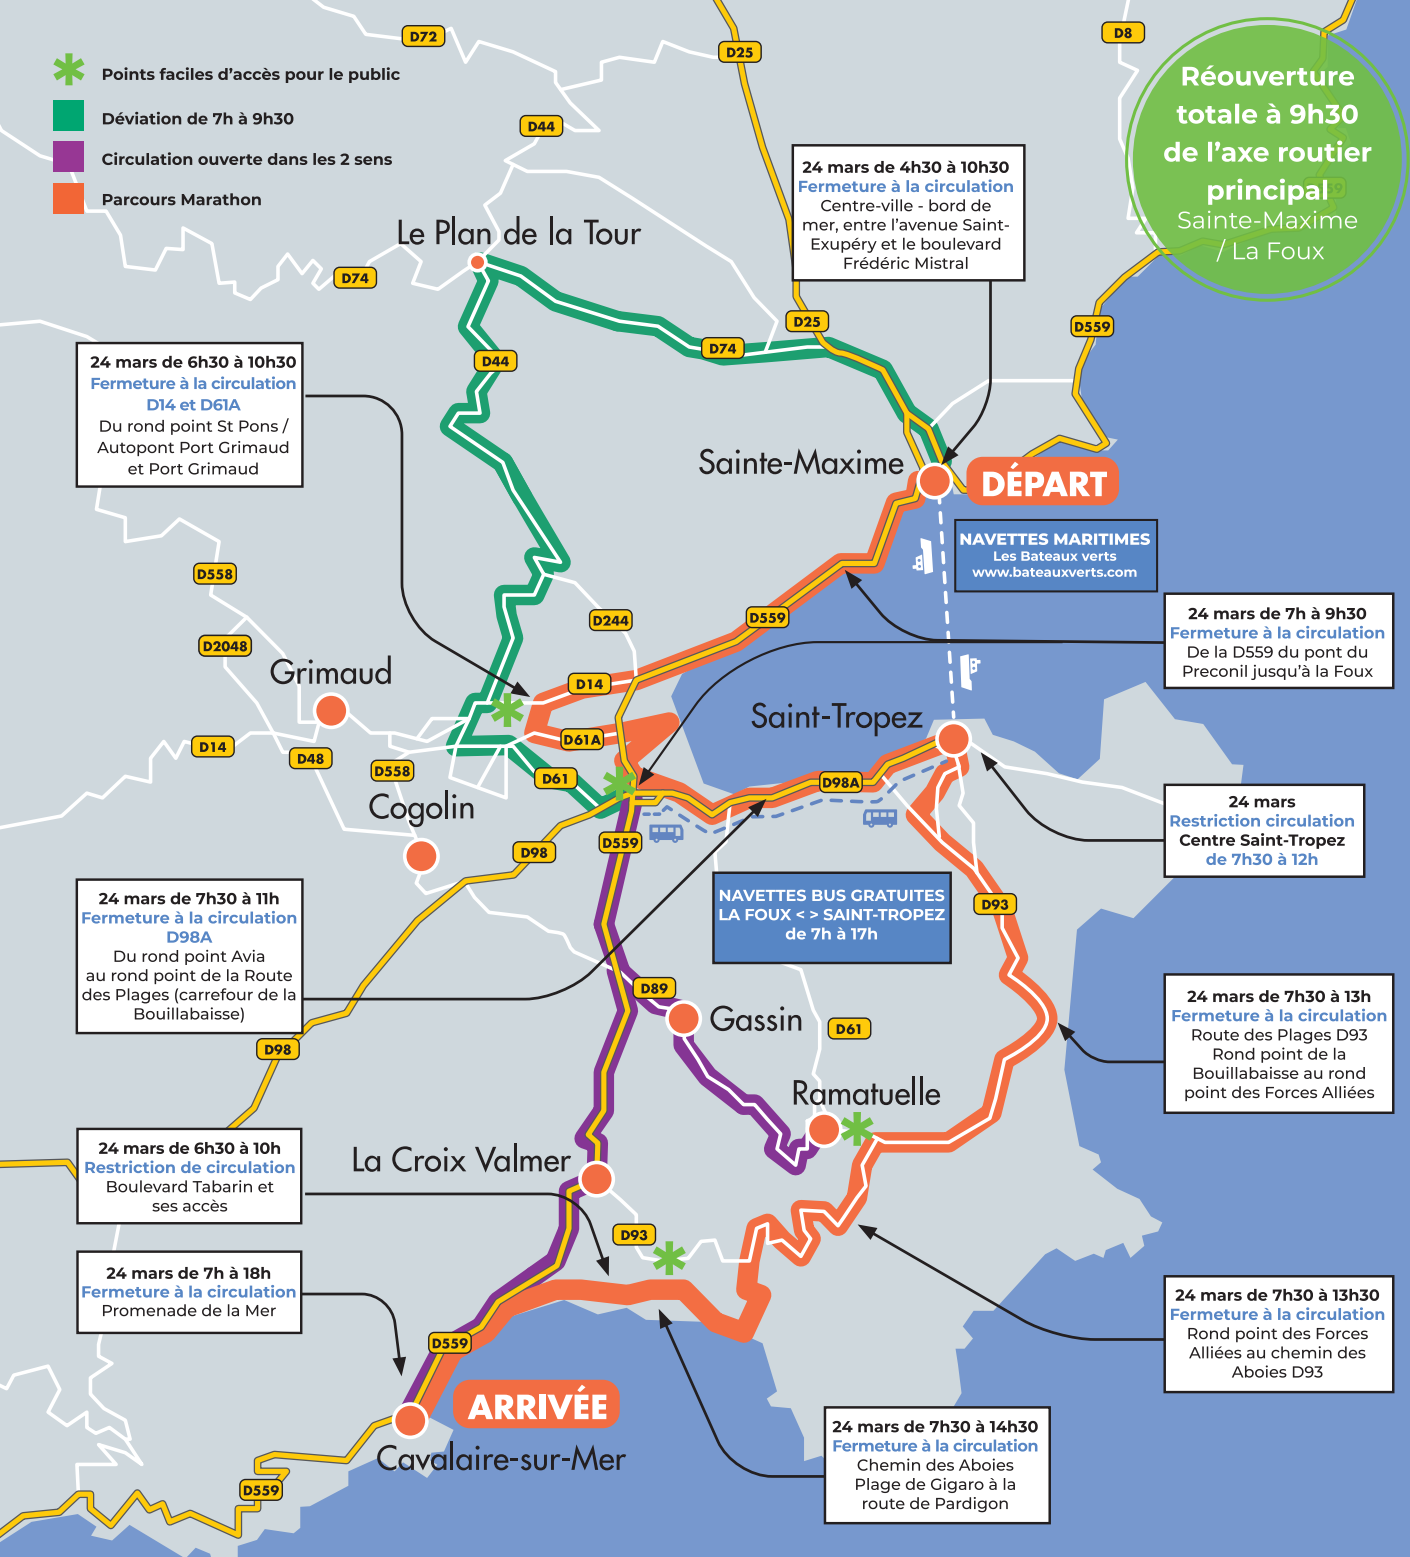 D72
D25
D8
Points faciles d'accès pour le public
Déviation de 7h à 9h30
Circulation ouverte dans les 2 sens
Parcours Marathon
Réouverture
totale à 9h30
de l'axe routier
principal
Sainte-Maxime
/ La Foux
D44
24 mars de 4h30 à 10h30
Fermeture à la circulation
Centre-ville - bord de
mer, entre l'avenue Saint-
Exupéry et le boulevard
Frédéric Mistral
Le Plan de la Tour
D74
D25
D559
D74
D44
24 mars de 6h30 à 10h30
Fermeture à la circulation
D14 et D61A
Du rond point St Pons /
Autopont Port Grimaud
et Port Grimaud
Sainte-Maxime
DÉPART
NAVETTES MARITIMES
Les Bateaux verts
www.bateauxverts.com
D558
D2048
D244
D559
24 mars de 7h à 9h30
Fermeture à la circulation
De la D559 du pont du
Preconil jusqu'à la Foux
Grimaud
D14
Saint-Tropez
D14
D48
D558
D61A
D61
D98A
Cogolin
D559
D98
24 mars
Restriction circulation
Centre Saint-Tropez
de 7h30 à 12h
24 mars de 7h30 à 11h
Fermeture à la circulation
D98A
Du rond point Avia
au rond point de la Route
des Plages (carrefour de la
Bouillabaisse)
NAVETTES BUS GRATUITES
LA FOUX < > SAINT-TROPEZ
de 7h à 17h
D93
D89
Gassin
D61
D98
24 mars de 7h30 à 13h
Fermeture à la circulation
Route des Plages D93
Rond point de la
Bouillabaisse au rond
point des Forces Alliées
Ramatuelle
24 mars de 6h30 à 10h
Restriction de circulation
Boulevard Tabarin et
ses accès
La Croix Valmer
D93
24 mars de 7h à 18h
Fermeture à la circulation
Promenade de la Mer
24 mars de 7h30 à 13h30
Fermeture à la circulation
Rond point des Forces
Alliées au chemin des
Aboies D93
D559
ARRIVÉE
Cavalaire-sur-Mer
24 mars de 7h30 à 14h30
Fermeture à la circulation
Chemin des Aboies
Plage de Gigaro à la
route de Pardigon
D559